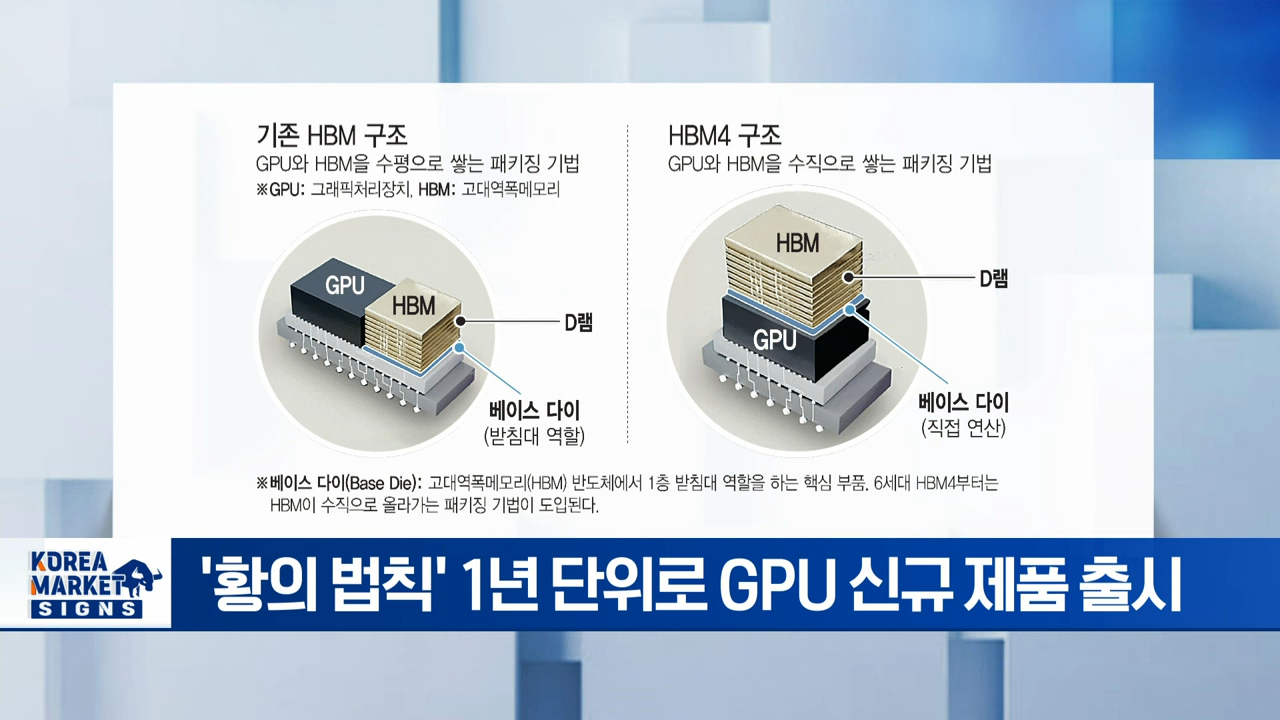 기존 HBM 구조
GPU와 HBM을 수평으로 쌓는 패키징 기법
※GPU: 그래픽처리장치, HBM: 고대역폭메모리
GPU
HBM
D램
베이스 다이
(받침대 역할)
HBM4 구조
GPU와 HBM을 수직으로 쌓는 패키징 기법
HBM
D램
GPU
베이스 다이
(직접 연산)
※베이스 다이(Base Die): 고대역폭메모리(HBM) 반도체에서 1층 받침대 역할을 하는 핵심 부품. 6세대 HBM4부터는
HBM이 수직으로 올라가는 패키징 기법이 도입된다.
KOREA
MARKET
SIGNS
'황의 법칙' 1년 단위로 GPU 신규 제품 출시